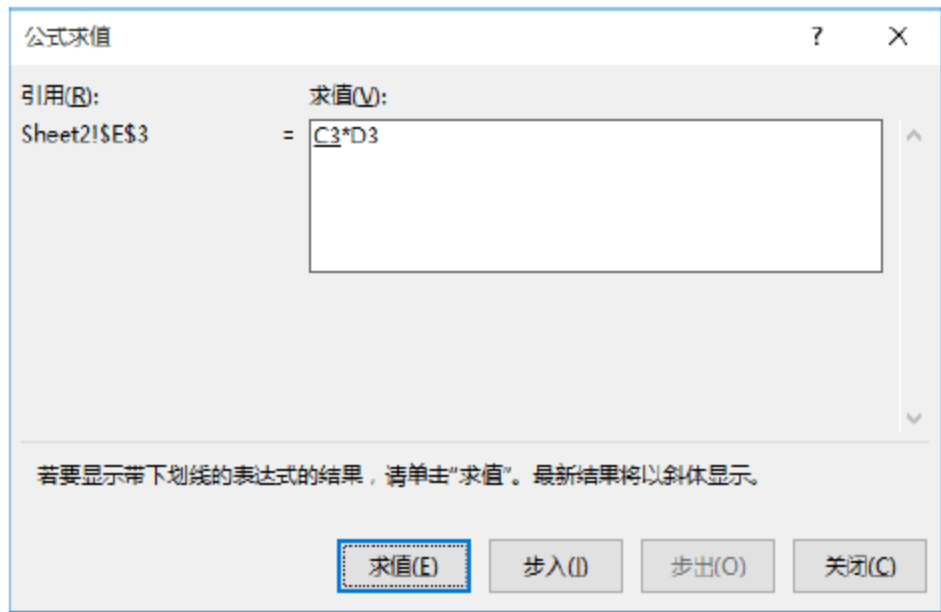 公式求值 ? ×
引用(R): 求值(V):
Sheet2!$E$3 = C3*D3
若要显示带下划线的表达式的结果，请单击“求值”。最新结果将以斜体显示。
求值(E) 步入(I) 步出(O) 关闭(C)